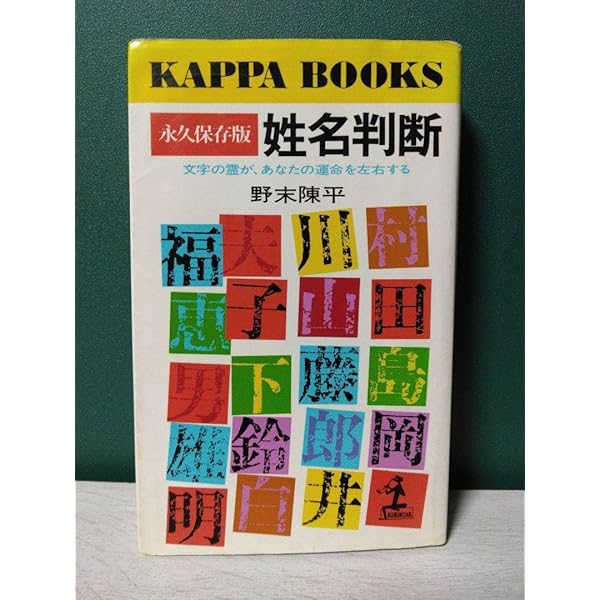 KAPPA BOOKS
永久保存版 姓名判断
文字の霊が、あなたの運命を左右する
野末陳平
福夫川村
恵子山田
男下藤島
雄鈴郎岡
明白井
KOBUNSHA